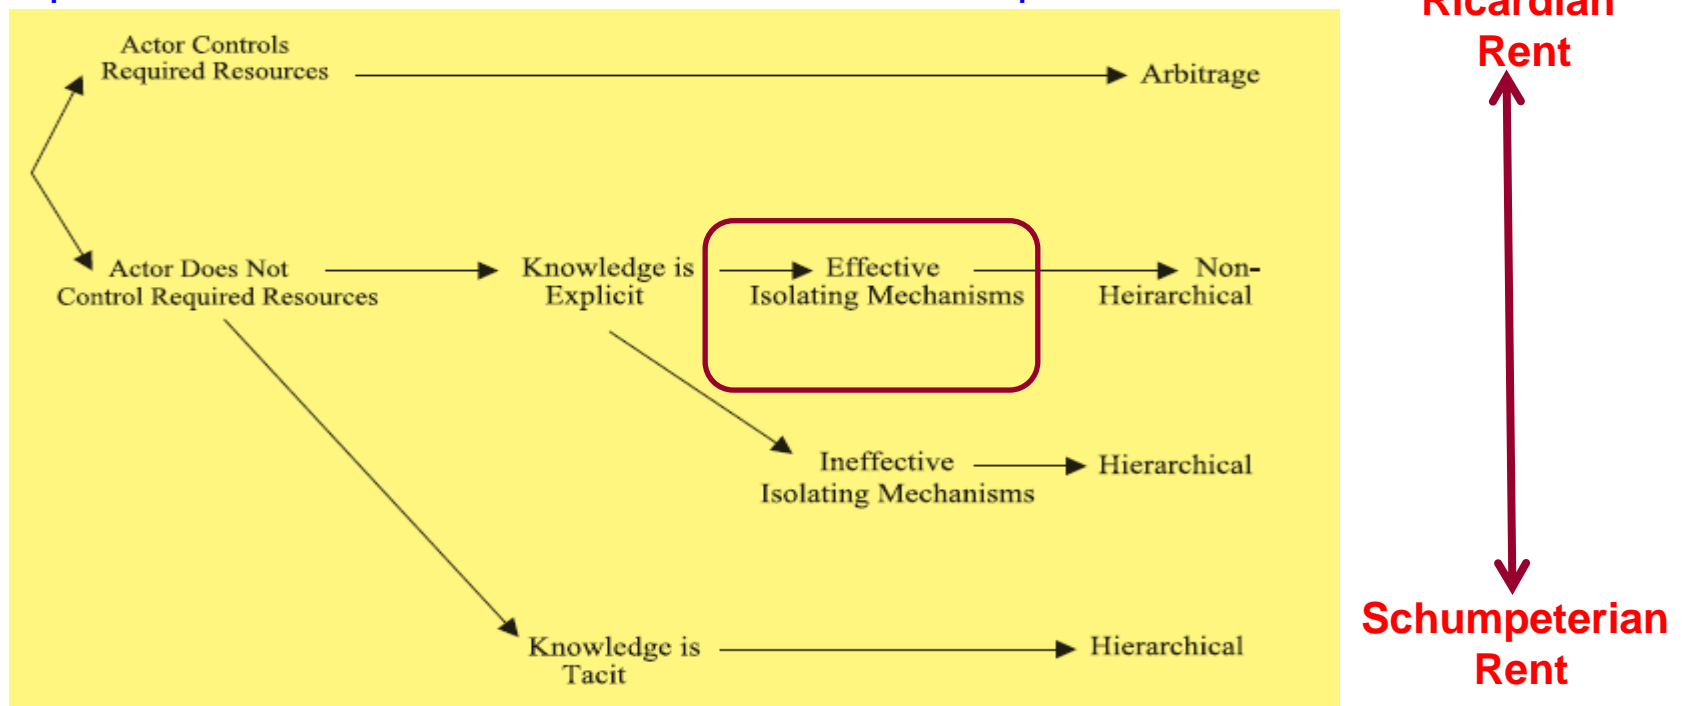 Ricardian
Rent
Actor Controls
Required Resources
Arbitrage
Actor Does Not
Control Required Resources
Knowledge is
Explicit
Effective
Isolating Mechanisms
Non-
Heirarchical
Ineffective
Isolating Mechanisms
Hierarchical
Knowledge is
Tacit
Hierarchical
Schumpeterian
Rent